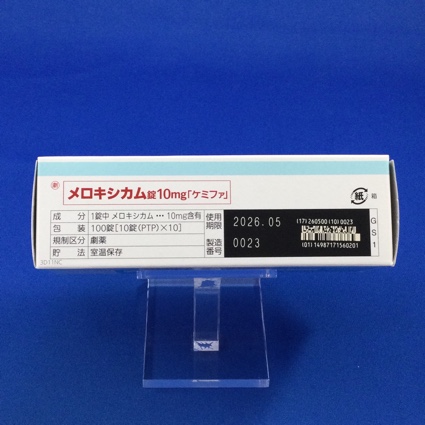 劇
メロキシカム錠10mg「ケミファ」
紙 箱
成分 1錠中 メロキシカム・・・10mg含有
包装 100錠[10錠(PTP)×10]
規制区分 劇薬
貯法 室温保存
使用期限 2026.05
製造番号 0023
(17)260500(10)0023
(01)14987171560201
GS1
JD1INC